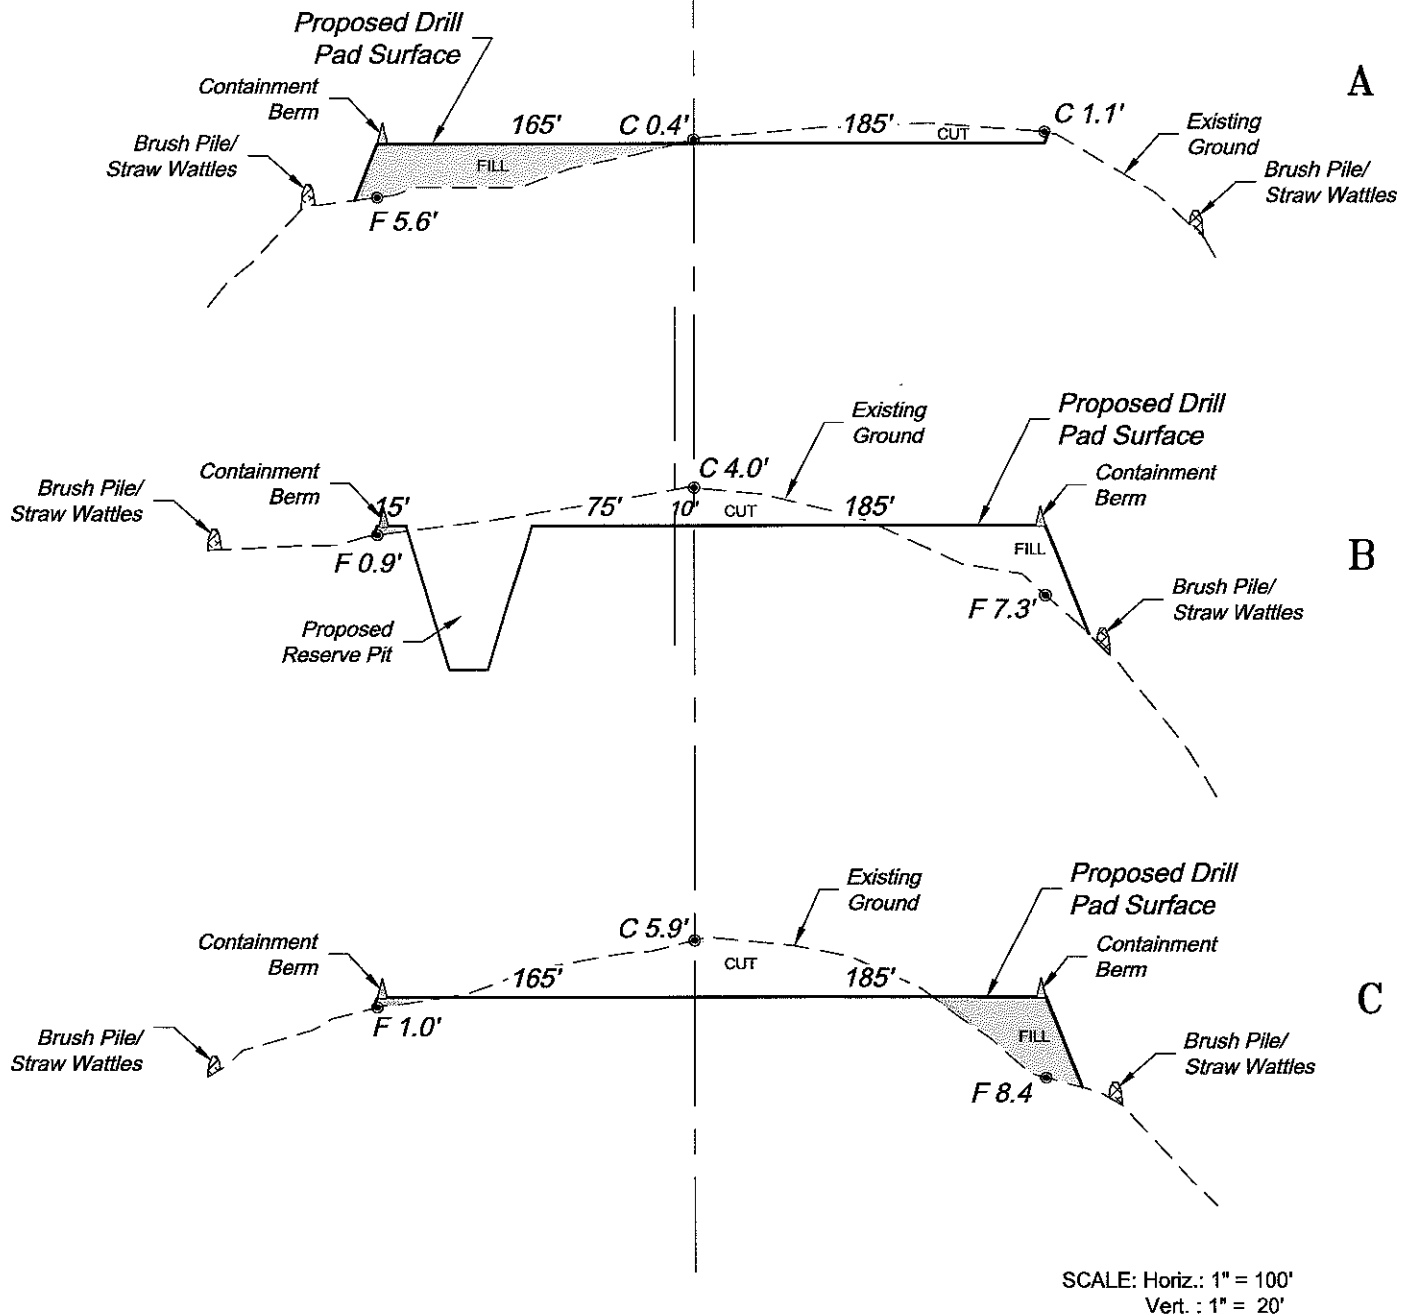 Proposed Drill
Pad Surface
A
Containment
Berm
165'
C 0.4'
185'
CUT
C 1.1'
Existing
Ground
Brush Pile/
Straw Wattles
FILL
Brush Pile/
Straw Wattles
F 5.6'
Existing
Ground
Proposed Drill
Pad Surface
Containment
Berm
C 4.0'
Containment
Berm
Brush Pile/
Straw Wattles
15'
75'
10'
CUT
185'
F 0.9'
FILL
B
F 7.3'
Brush Pile/
Straw Wattles
Proposed
Reserve Pit
Existing
Ground
Proposed Drill
Pad Surface
Containment
Berm
C 5.9'
Containment
Berm
165'
CUT
185'
C
F 1.0'
FILL
Brush Pile/
Straw Wattles
Brush Pile/
Straw Wattles
F 8.4
SCALE: Horiz.: 1" = 100'
Vert. : 1" = 20'